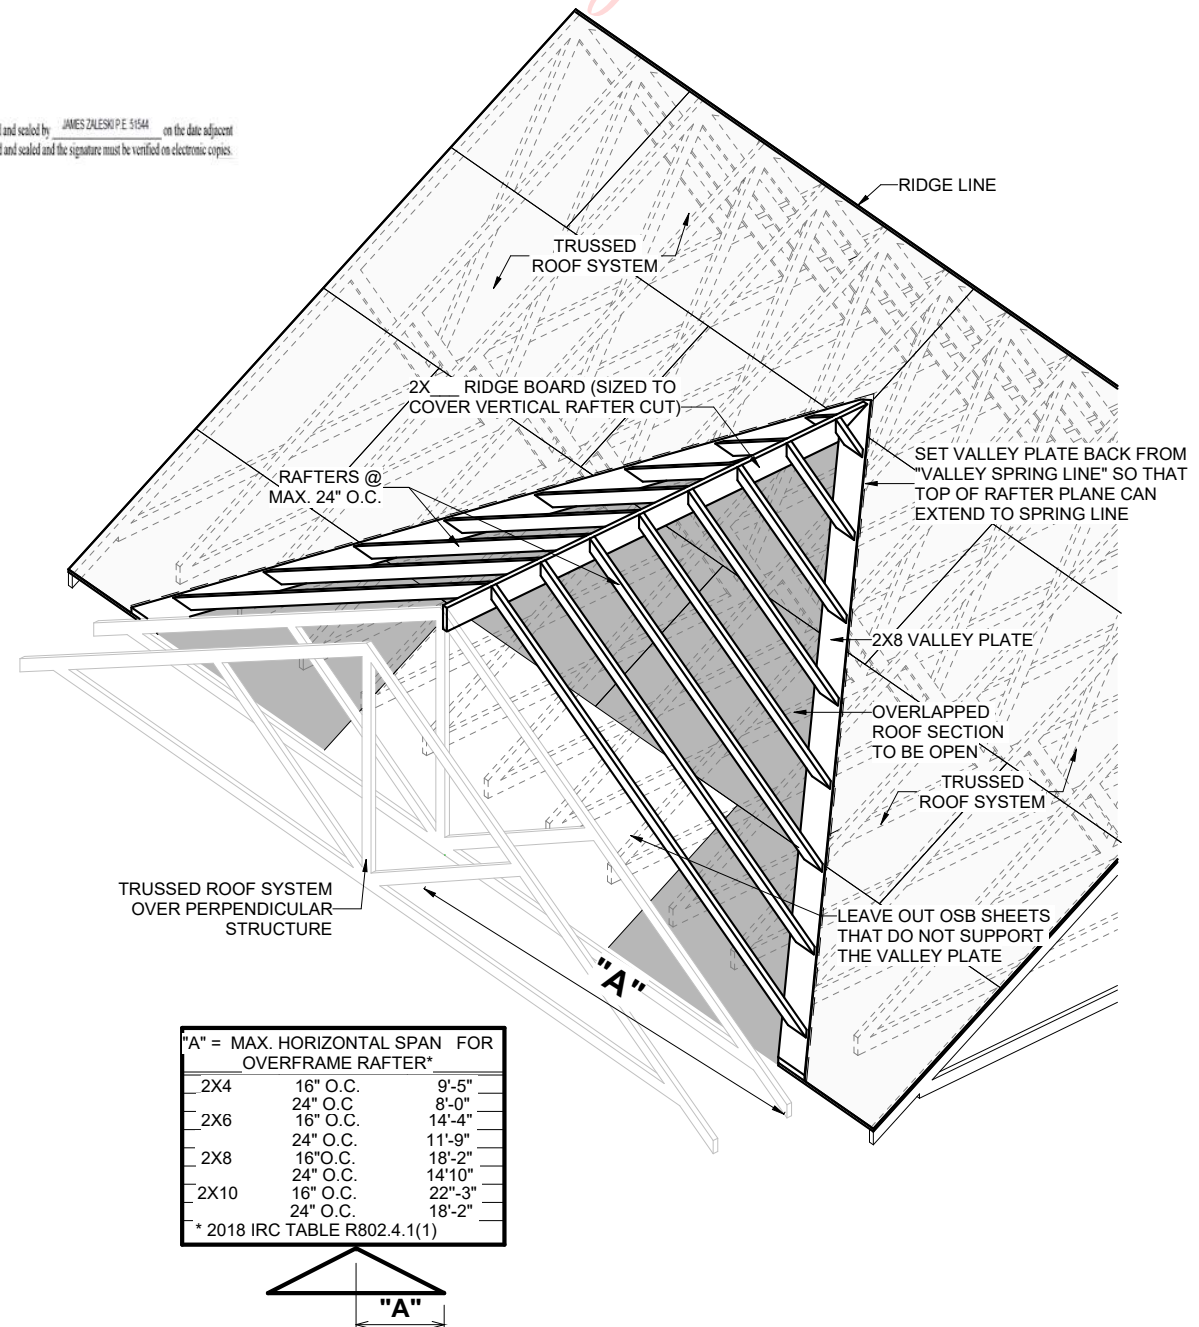 d and sealed by JAMES ZALESKI P.E. 51544 on the date adjacent
d and sealed and the signature must be verified on electronic copies.
RIDGE LINE
TRUSSED
ROOF SYSTEM
2X___ RIDGE BOARD (SIZED TO
COVER VERTICAL RAFTER CUT)
RAFTERS @
MAX. 24" O.C.
SET VALLEY PLATE BACK FROM
"VALLEY SPRING LINE" SO THAT
TOP OF RAFTER PLANE CAN
EXTEND TO SPRING LINE
2X8 VALLEY PLATE
OVERLAPPED
ROOF SECTION
TO BE OPEN
TRUSSED
ROOF SYSTEM
TRUSSED ROOF SYSTEM
OVER PERPENDICULAR
STRUCTURE
LEAVE OUT OSB SHEETS
THAT DO NOT SUPPORT
THE VALLEY PLATE
"A"
"A" = MAX. HORIZONTAL SPAN FOR
OVERFRAME RAFTER*
2X4 16" O.C. 9'-5"
24" O.C 8'-0"
2X6 16" O.C. 14'-4"
24" O.C. 11'-9"
2X8 16"O.C. 18'-2"
24" O.C. 14'10"
2X10 16" O.C. 22"-3"
24" O.C. 18'-2"
* 2018 IRC TABLE R802.4.1(1)
"A"